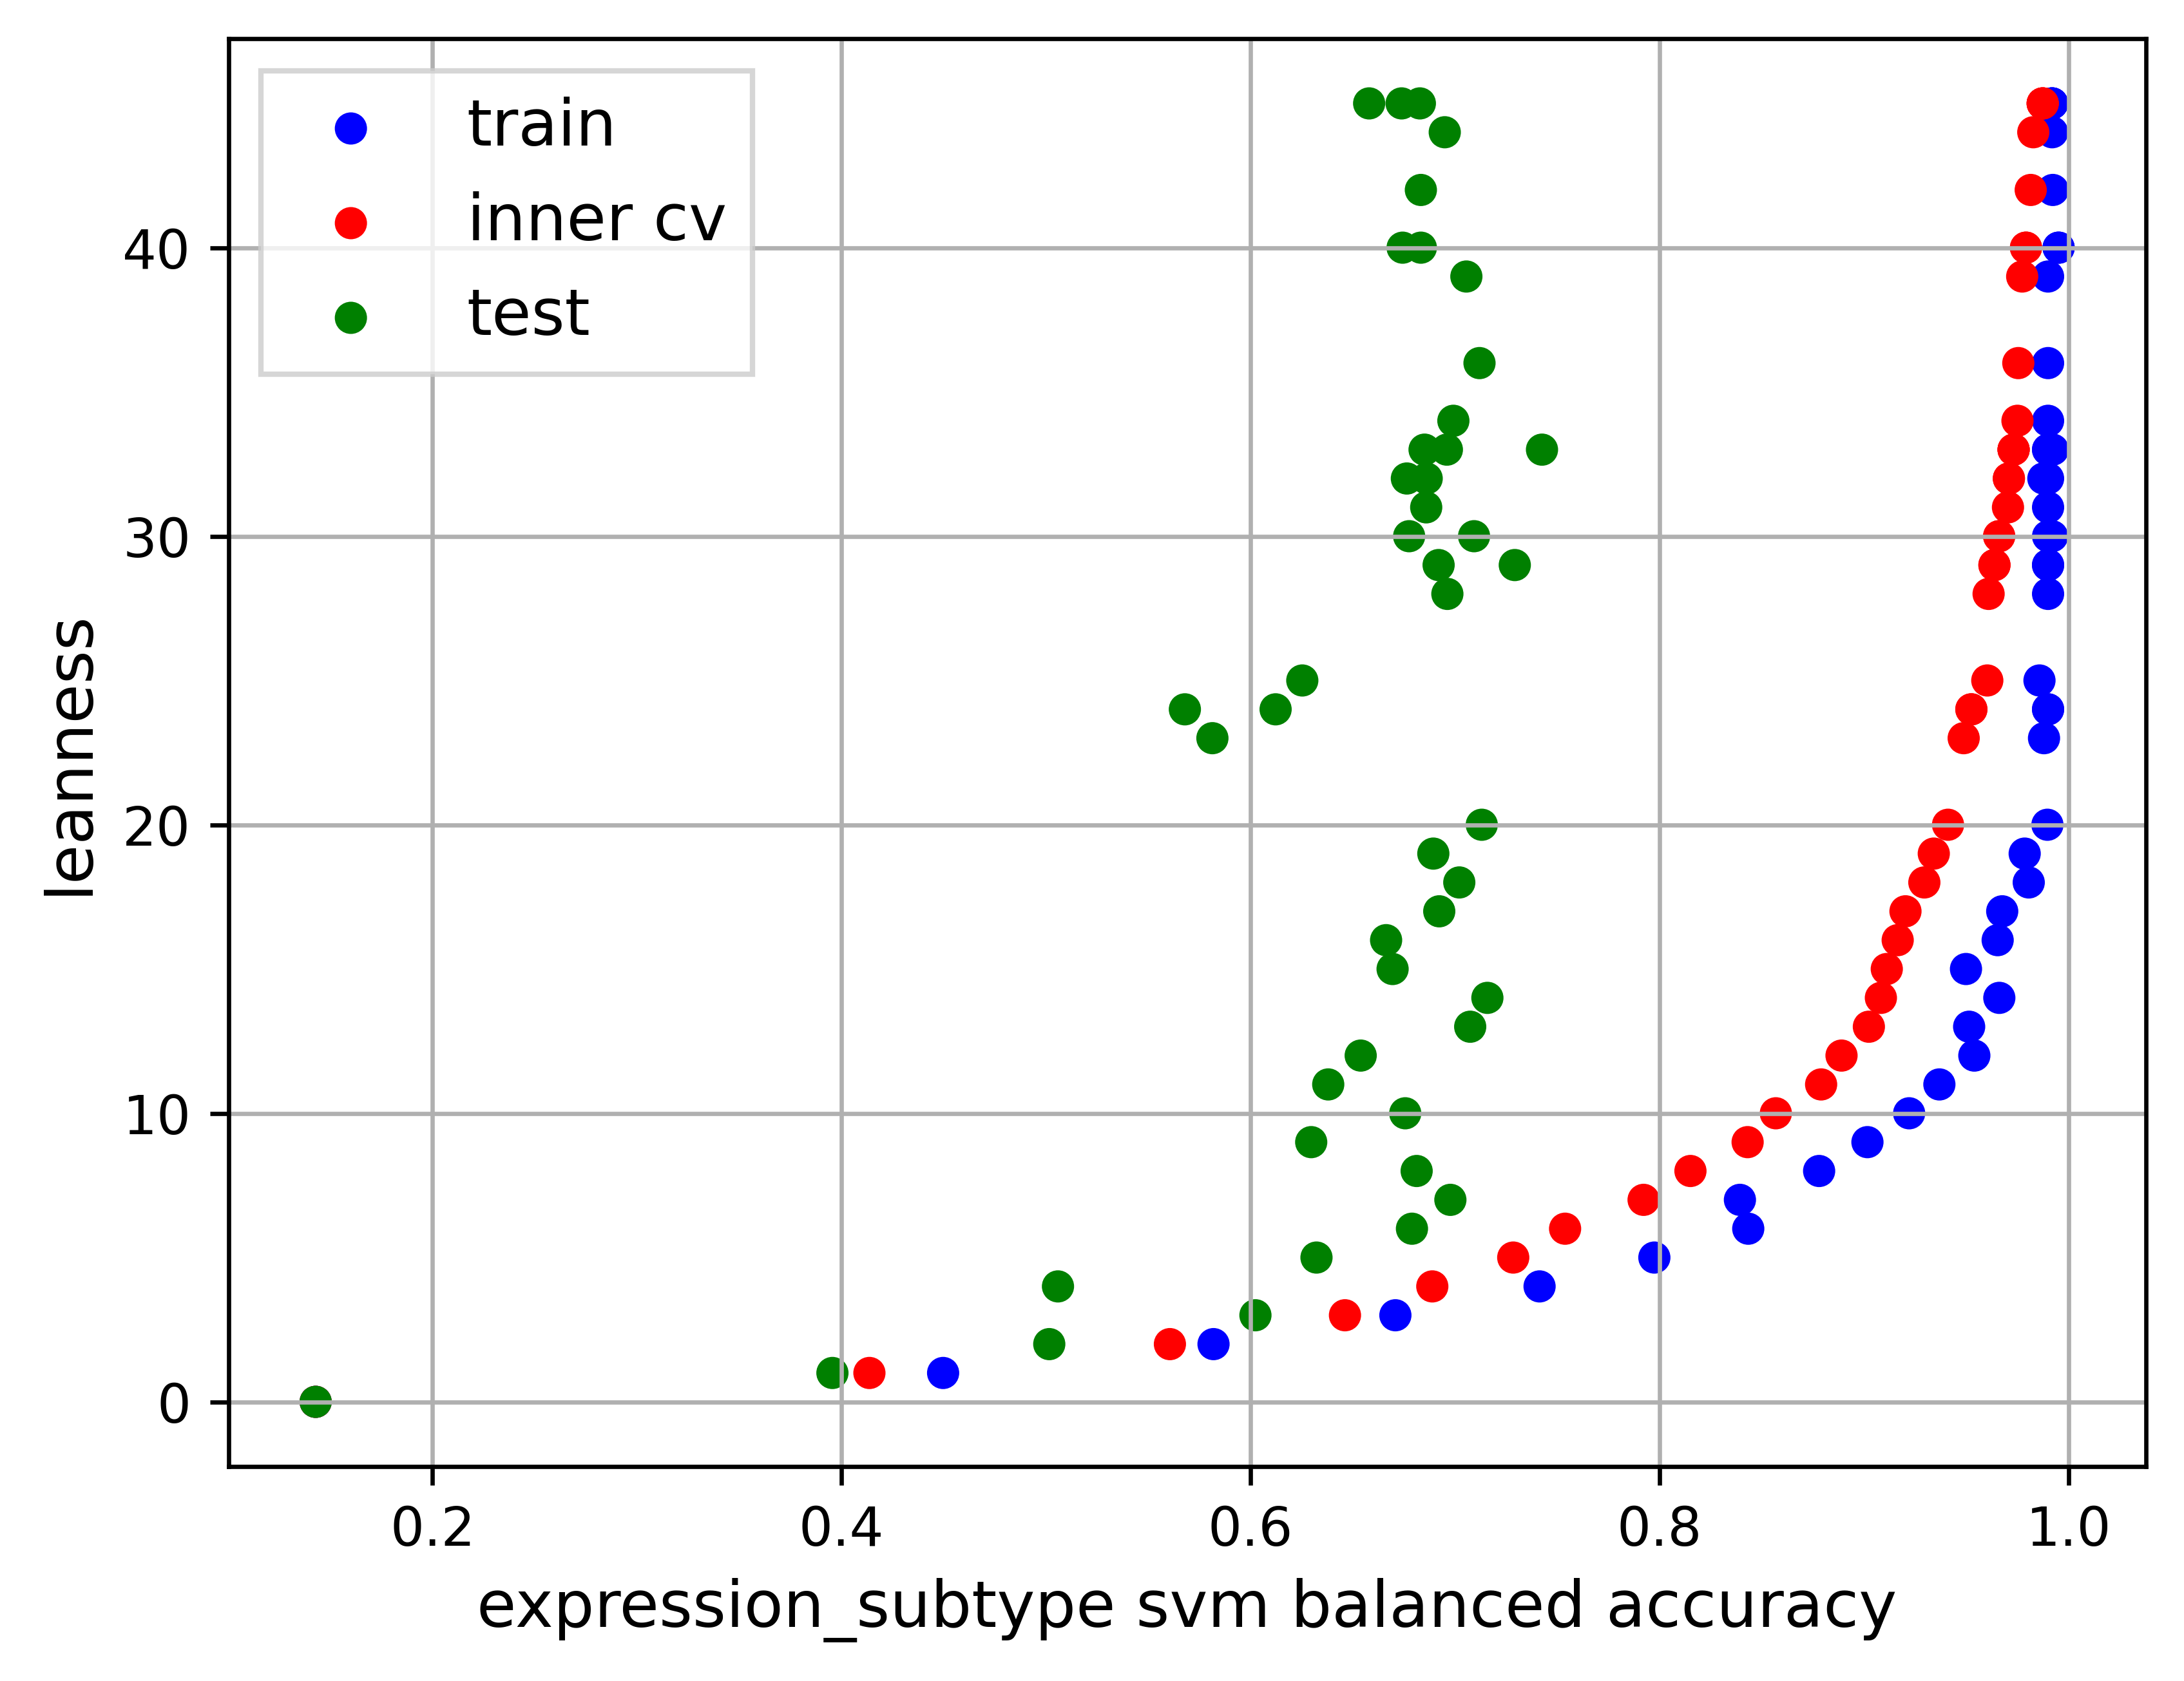 train
inner cv
test
40
30
20
10
0
leanness
0.2 0.4 0.6 0.8 1.0
expression_subtype svm balanced accuracy